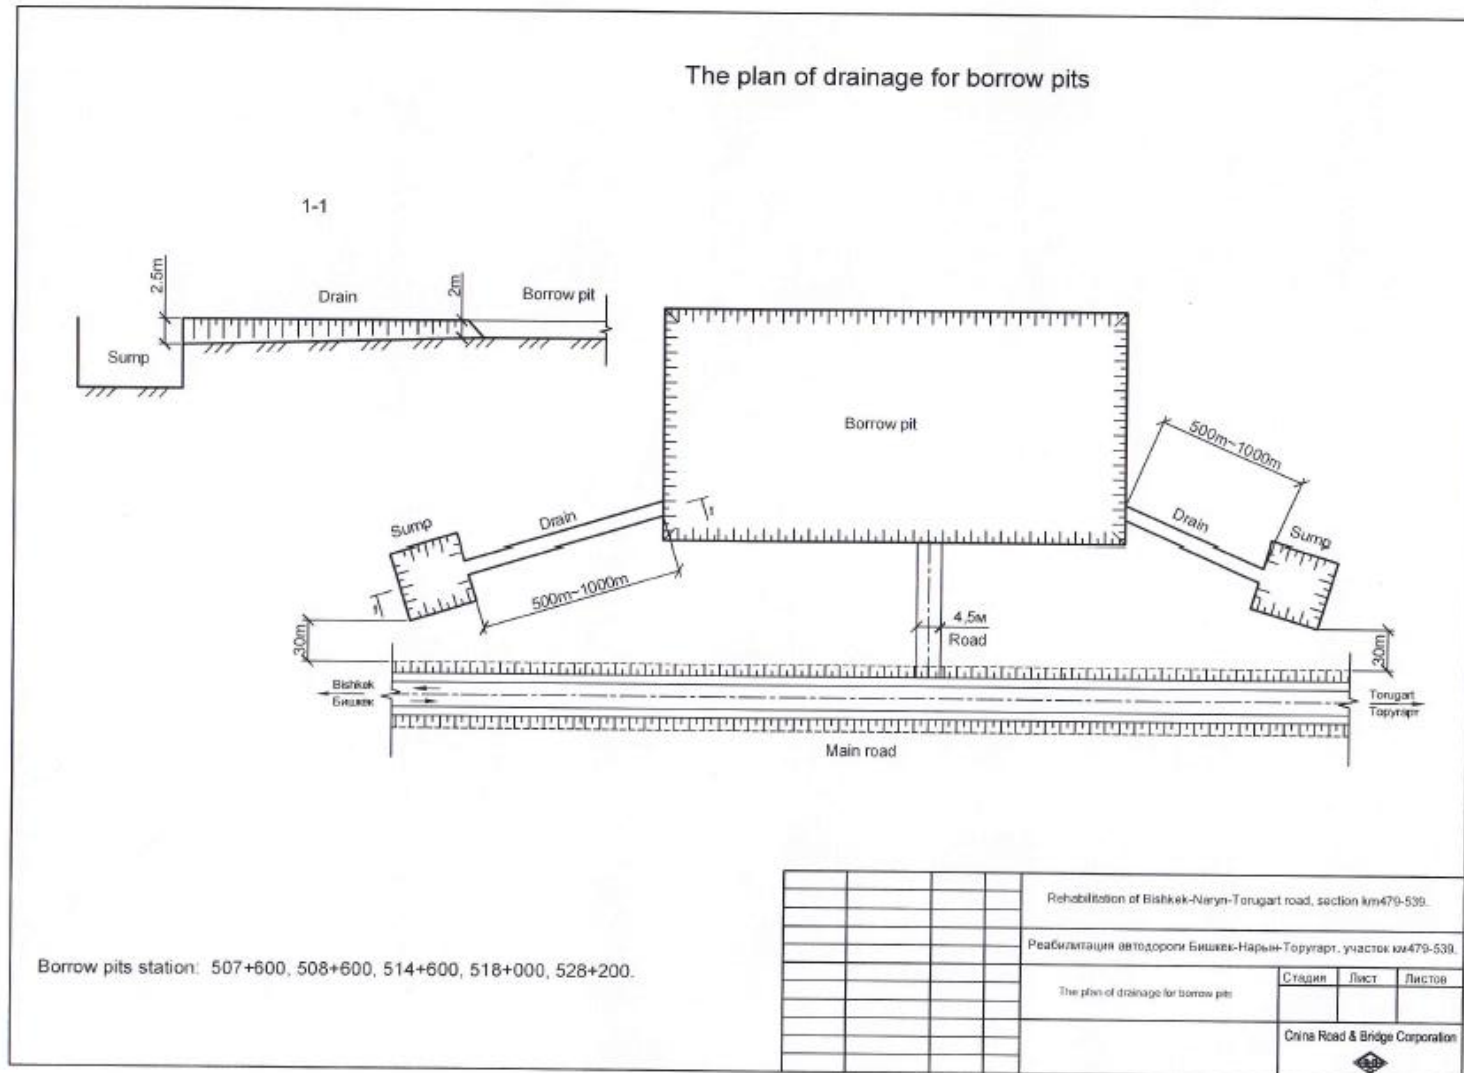 The plan of drainage for borrow pits
1-1
2.5m
Drain
2m
Borrow pit
Sump
Borrow pit
500m~1000m
Drain
Sump
Sump
Drain
1
1
500m~1000m
30m
4,5м
Road
30m
Bishkek
Бишкек
Torugart
Торугарт
Main road
Borrow pits station: 507+600, 508+600, 514+600, 518+000, 528+200.
Rehabilitation of Bishkek-Naryn-Torugart road, section km479-539.
Реабилитация автодороги Бишкек-Нарын-Торугарт, участок км479-539.
The plan of drainage for borrow pits
Стадия Лист Листов
China Road & Bridge Corporation